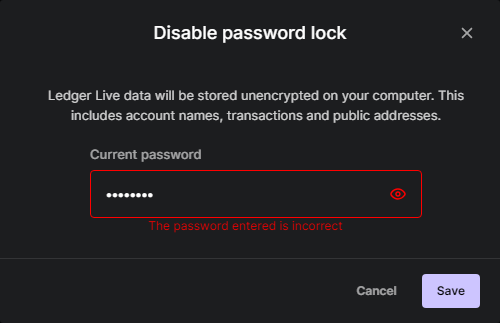 Disable password lock
Ledger Live data will be stored unencrypted on your computer. This
includes account names, transactions and public addresses.
Current password
••••••••
The password entered is incorrect
Cancel
Save